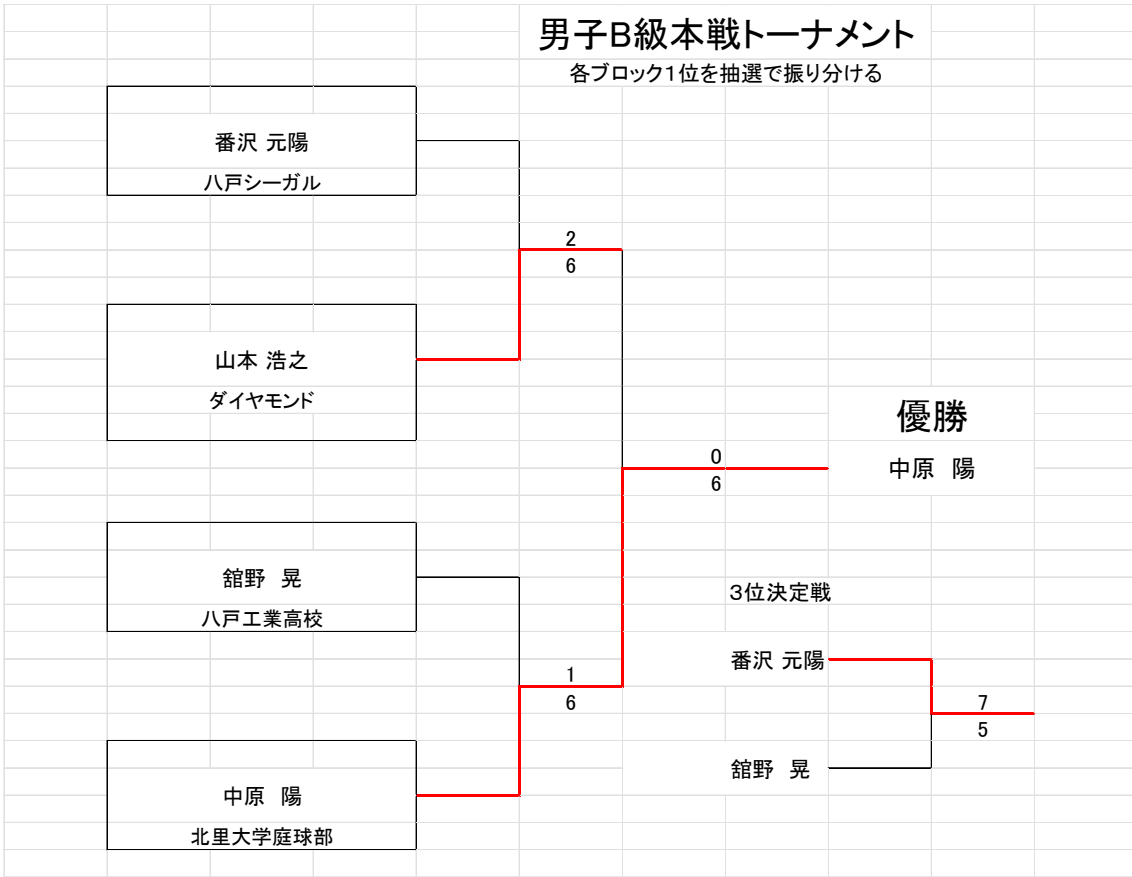 男子B級本戦トーナメント
各ブロック１位を抽選で振り分ける
番沢 元陽
八戸シーガル
2
6
山本 浩之
ダイヤモンド
優勝
中原　陽
0
6
舘野　晃
八戸工業高校
３位決定戦
番沢 元陽
1
6
7
5
舘野　晃
中原　陽
北里大学庭球部